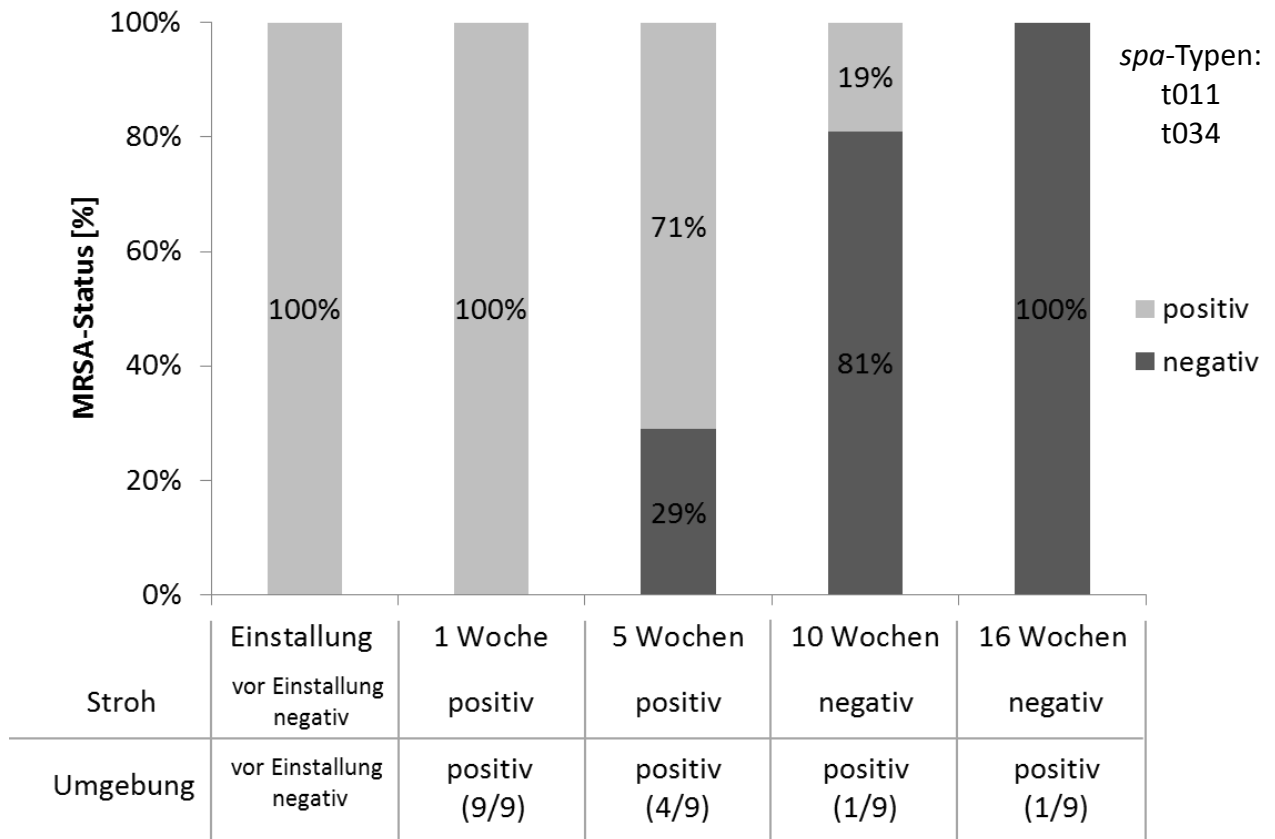 100%
80%
60%
40%
20%
0%
MRSA-Status [%]
100%
100%
71%
29%
19%
81%
100%
spa-Typen:
t011
t034
positiv
negativ
Einstallung 1 Woche 5 Wochen 10 Wochen 16 Wochen
Stroh vor Einstallung negativ positiv positiv negativ negativ
Umgebung vor Einstallung negativ positiv (9/9) positiv (4/9) positiv (1/9) positiv (1/9)